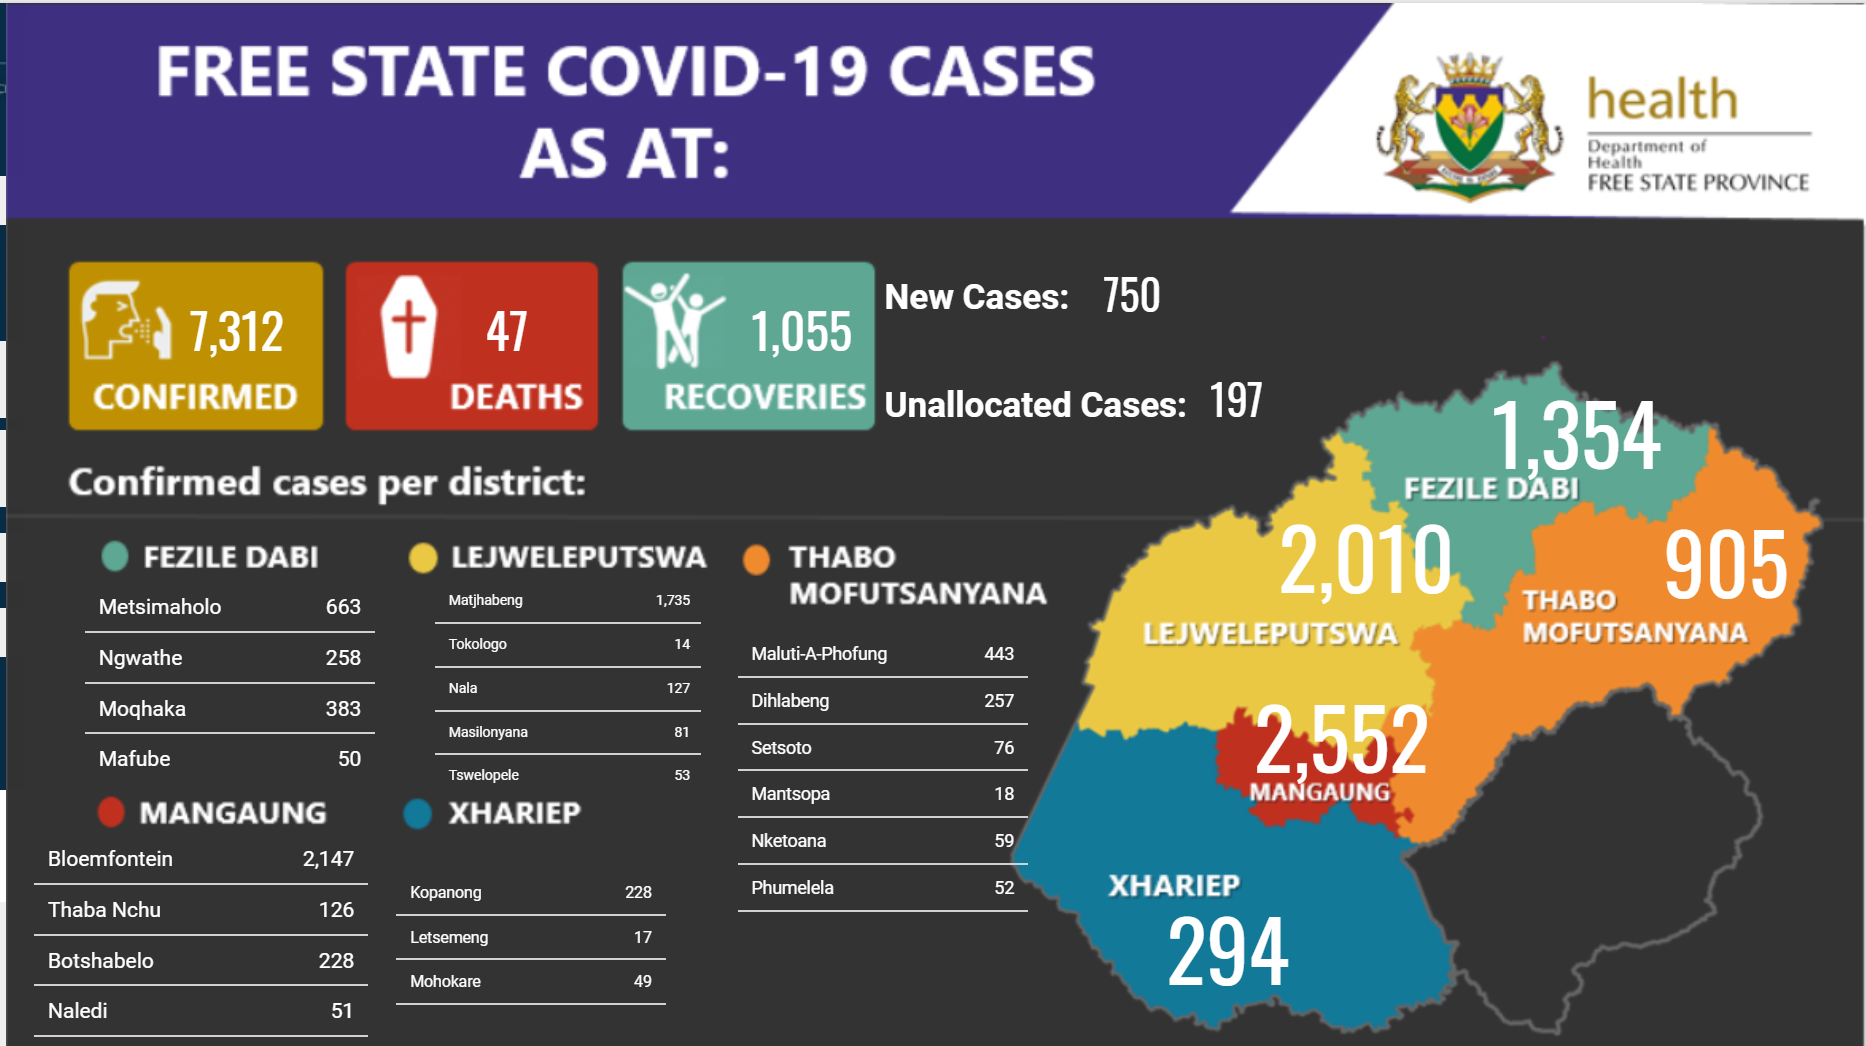 FREE STATE COVID-19 CASES
AS AT:
health
Department of
Health
FREE STATE PROVINCE
7,312
CONFIRMED
47
DEATHS
1,055
RECOVERIES
New Cases: 750
Unallocated Cases: 197
Confirmed cases per district:
FEZILE DABI
Metsimaholo 663
Ngwathe 258
Moqhaka 383
Mafube 50
LEJWELEPUTSWA
Matjhabeng 1,735
Tokologo 14
Nala 127
Masilonyana 81
Tswelopele 53
THABO
MOFUTSANYANA
Maluti-A-Phofung 443
Dihlabeng 257
Setsoto 76
Mantsopa 18
Nketoana 59
Phumelela 52
MANGAUNG
Bloemfontein 2,147
Thaba Nchu 126
Botshabelo 228
Naledi 51
XHARIEP
Kopanong 228
Letsemeng 17
Mohokare 49
1,354
FEZILE DABI
2,010
LEJWELEPUTSWA
905
THABO
MOFUTSANYANA
2,552
MANGAUNG
XHARIEP
294